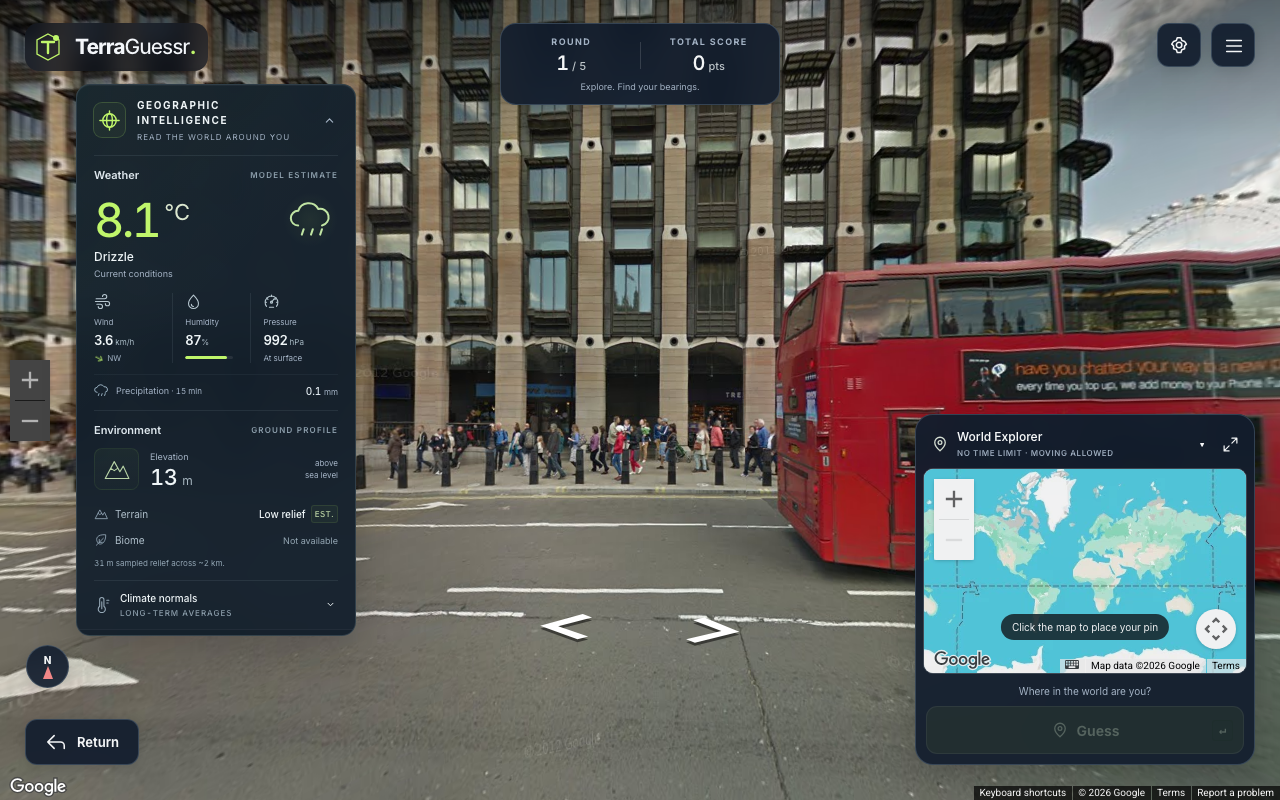 TerraGuessr.
ROUND
1 / 5
TOTAL SCORE
0 pts
Explore. Find your bearings.
GEOGRAPHIC
INTELLIGENCE
READ THE WORLD AROUND YOU
Weather
MODEL ESTIMATE
8.1 °C
Drizzle
Current conditions
Wind
3.6 km/h
NW
Humidity
87%
Pressure
992 hPa
At surface
Precipitation · 15 min
0.1 mm
Environment
GROUND PROFILE
Elevation
13 m
above
sea level
Terrain
Low relief EST.
Biome
Not available
31 m sampled relief across ~2 km.
Climate normals
LONG-TERM AVERAGES
N
Return
Google
have you chatted your way to a new
every time you top up, we add money to your
World Explorer
NO TIME LIMIT · MOVING ALLOWED
Click the map to place your pin
Google
Map data ©2026 Google
Terms
Where in the world are you?
Guess
Keyboard shortcuts
© 2026 Google
Terms
Report a problem